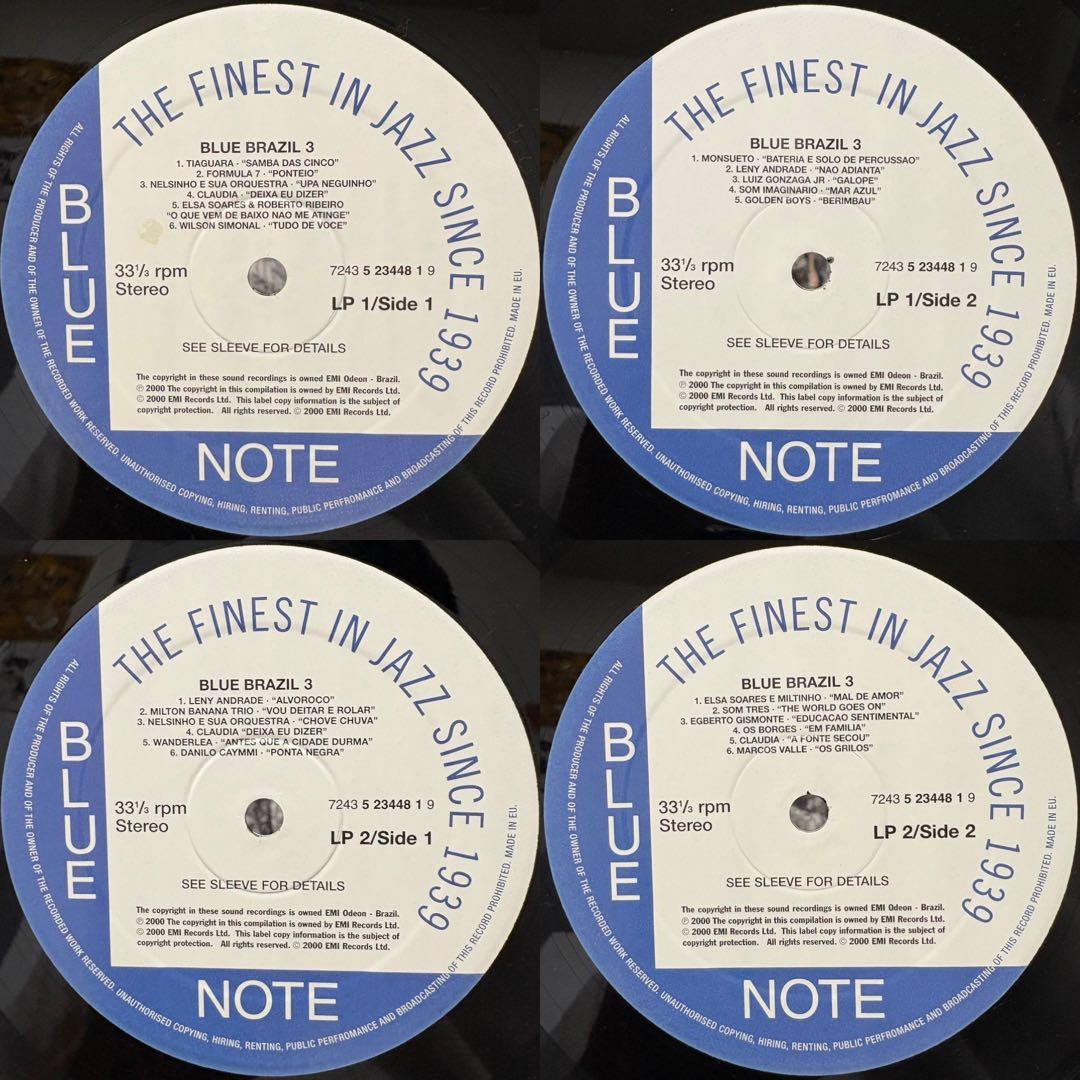 THE FINEST IN JAZZ SINCE 1939
BLUE BRAZIL 3
1. TIAGUARA · “SAMBA DAS CINCO”
2. FORMULA 7 · “PONTEIO”
3. NELSINHO E SUA ORQUESTRA · “UPA NEGUINHO”
4. CLAUDIA · “DEIXA EU DIZER”
5. ELSA SOARES & ROBERTO RIBEIRO
“O QUE VEM DE BAIXO NAO ME ATINGE”
6. WILSON SIMONAL · “TUDO DE VOCE”
33⅓ rpm
Stereo
7243 5 23448 1 9
LP 1/Side 1
SEE SLEEVE FOR DETAILS
The copyright in these sound recordings is owned EMI Odeon - Brazil.
℗ 2000 The copyright in this compilation is owned by EMI Records Ltd.
© 2000 EMI Records Ltd. This label copy information is the subject of
copyright protection. All rights reserved. © 2000 EMI Records Ltd.
BLUE
NOTE
ALL RIGHTS OF THE PRODUCER AND OF THE OWNER OF THE RECORDED WORK RESERVED. UNAUTHORISED COPYING, HIRING, RENTING, PUBLIC PERFROMANCE AND BROADCASTING OF THIS RECORD PROHIBITED. MADE IN EU.
THE FINEST IN JAZZ SINCE 1939
BLUE BRAZIL 3
1. MONSUETO · “BATERIA E SOLO DE PERCUSSAO”
2. LENY ANDRADE · “NAO ADIANTA”
3. LUIZ GONZAGA JR · “GALOPE”
4. SOM IMAGINARIO · “MAR AZUL”
5. GOLDEN BOYS · “BERIMBAU”
33⅓ rpm
Stereo
7243 5 23448 1 9
LP 1/Side 2
SEE SLEEVE FOR DETAILS
The copyright in these sound recordings is owned EMI Odeon - Brazil.
℗ 2000 The copyright in this compilation is owned by EMI Records Ltd.
© 2000 EMI Records Ltd. This label copy information is the subject of
copyright protection. All rights reserved. © 2000 EMI Records Ltd.
BLUE
NOTE
ALL RIGHTS OF THE PRODUCER AND OF THE OWNER OF THE RECORDED WORK RESERVED. UNAUTHORISED COPYING, HIRING, RENTING, PUBLIC PERFROMANCE AND BROADCASTING OF THIS RECORD PROHIBITED. MADE IN EU.
THE FINEST IN JAZZ SINCE 1939
BLUE BRAZIL 3
1. LENY ANDRADE · “ALVOROCO”
2. MILTON BANANA TRIO · “VOU DEITAR E ROLAR”
3. NELSINHO E SUA ORQUESTRA · “CHOVE CHUVA”
4. CLAUDIA “DEIXA EU DIZER”
5. WANDERLEA · “ANTES QUE A CIDADE DURMA”
6. DANILO CAYMMI · “PONTA NEGRA”
33⅓ rpm
Stereo
7243 5 23448 1 9
LP 2/Side 1
SEE SLEEVE FOR DETAILS
The copyright in these sound recordings is owned EMI Odeon - Brazil.
℗ 2000 The copyright in this compilation is owned by EMI Records Ltd.
© 2000 EMI Records Ltd. This label copy information is the subject of
copyright protection. All rights reserved. © 2000 EMI Records Ltd.
BLUE
NOTE
ALL RIGHTS OF THE PRODUCER AND OF THE OWNER OF THE RECORDED WORK RESERVED. UNAUTHORISED COPYING, HIRING, RENTING, PUBLIC PERFROMANCE AND BROADCASTING OF THIS RECORD PROHIBITED. MADE IN EU.
THE FINEST IN JAZZ SINCE 1939
BLUE BRAZIL 3
1. ELSA SOARES E MILTINHO · “MAL DE AMOR”
2. SOM TRES · “THE WORLD GOES ON”
3. EGBERTO GISMONTE · “EDUCACAO SENTIMENTAL”
4. OS BORGES · “EM FAMILIA”
5. CLAUDIA · “A FONTE SECOU”
6. MARCOS VALLE · “OS GRILOS”
33⅓ rpm
Stereo
7243 5 23448 1 9
LP 2/Side 2
SEE SLEEVE FOR DETAILS
The copyright in these sound recordings is owned EMI Odeon - Brazil.
℗ 2000 The copyright in this compilation is owned by EMI Records Ltd.
© 2000 EMI Records Ltd. This label copy information is the subject of
copyright protection. All rights reserved. © 2000 EMI Records Ltd.
BLUE
NOTE
ALL RIGHTS OF THE PRODUCER AND OF THE OWNER OF THE RECORDED WORK RESERVED. UNAUTHORISED COPYING, HIRING, RENTING, PUBLIC PERFROMANCE AND BROADCASTING OF THIS RECORD PROHIBITED. MADE IN EU.